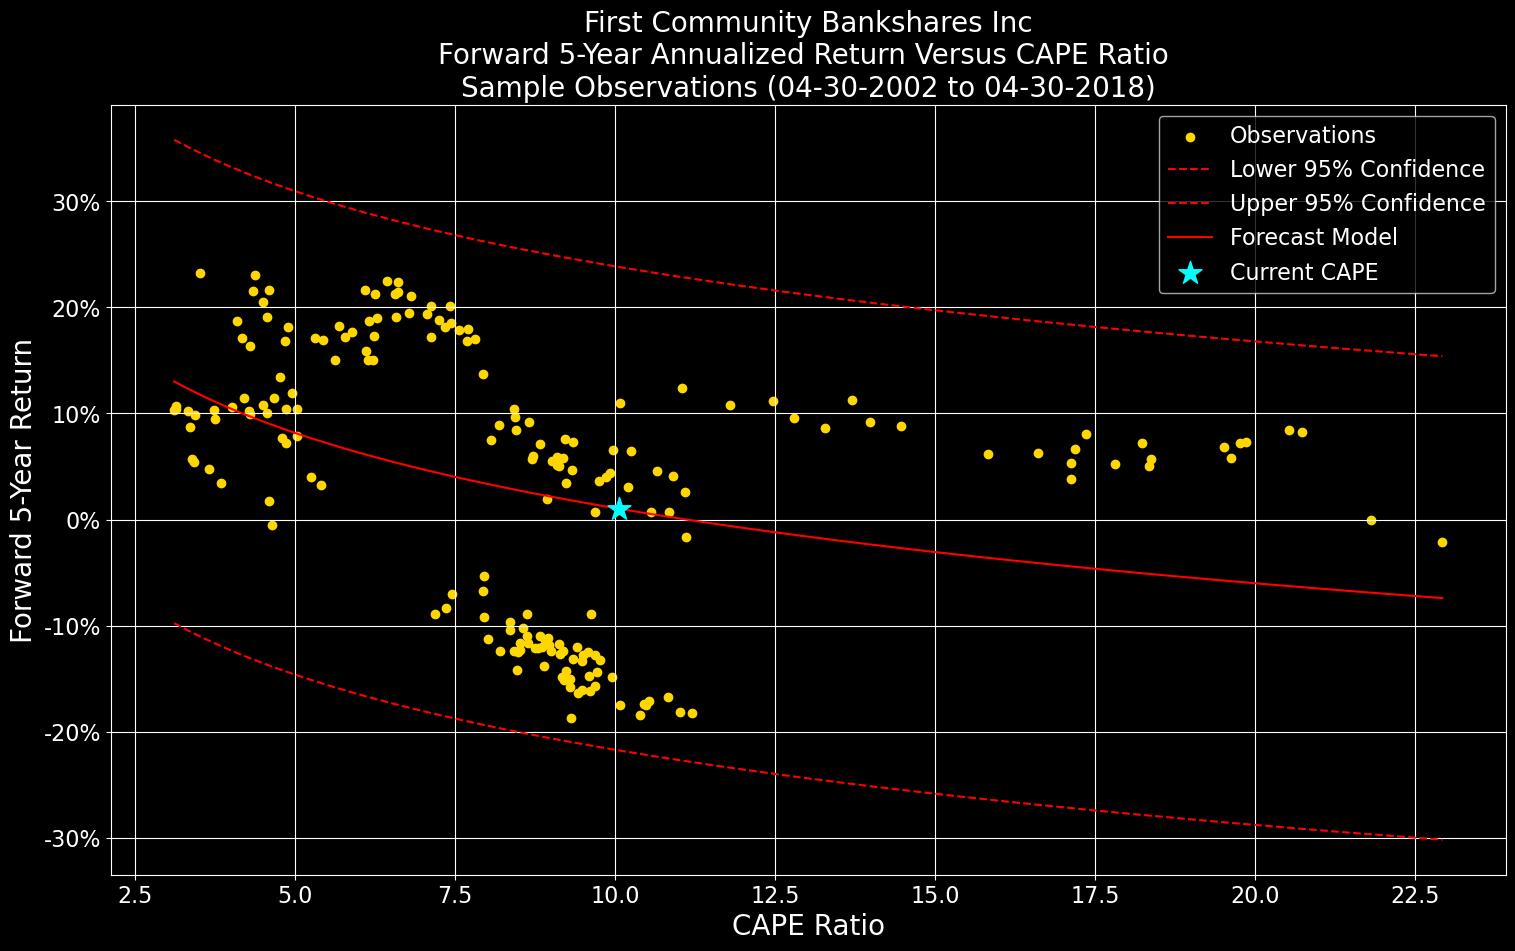 First Community Bankshares Inc
Forward 5-Year Annualized Return Versus CAPE Ratio
Sample Observations (04-30-2002 to 04-30-2018)
Observations
Lower 95% Confidence
Upper 95% Confidence
Forecast Model
Current CAPE
Forward 5-Year Return
30%
20%
10%
0%
-10%
-20%
-30%
2.5 5.0 7.5 10.0 12.5 15.0 17.5 20.0 22.5
CAPE Ratio